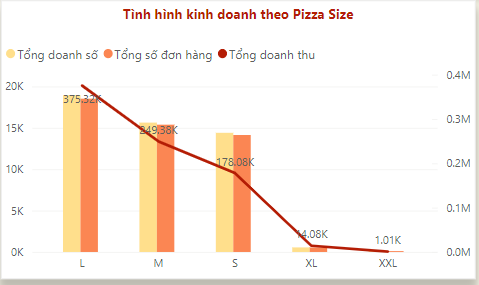 Tình hình kinh doanh theo Pizza Size
Tổng doanh số Tổng số đơn hàng Tổng doanh thu
20K
15K
10K
5K
0K
0.4M
0.3M
0.2M
0.1M
0.0M
375.32K
249.38K
178.08K
14.08K
1.01K
L M S XL XXL